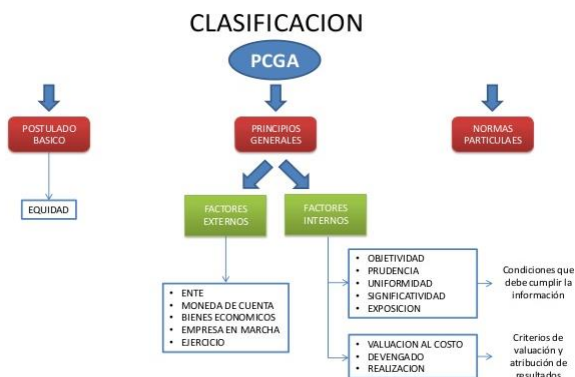 CLASIFICACION
PCGA
POSTULADO
BASICO
PRINCIPIOS
GENERALES
NORMAS
PARTICULAES
EQUIDAD
FACTORES
EXTERNOS
FACTORES
INTERNOS
• ENTE
• MONEDA DE CUENTA
• BIENES ECONOMICOS
• EMPRESA EN MARCHA
• EJERCICIO
• OBJETIVIDAD
• PRUDENCIA
• UNIFORMIDAD
• SIGNIFICATIVIDAD
• EXPOSICION
Condiciones que
debe cumplir la
información
• VALUACION AL COSTO
• DEVENGADO
• REALIZACION
Criterios de
valuación y
atribución de
resultados